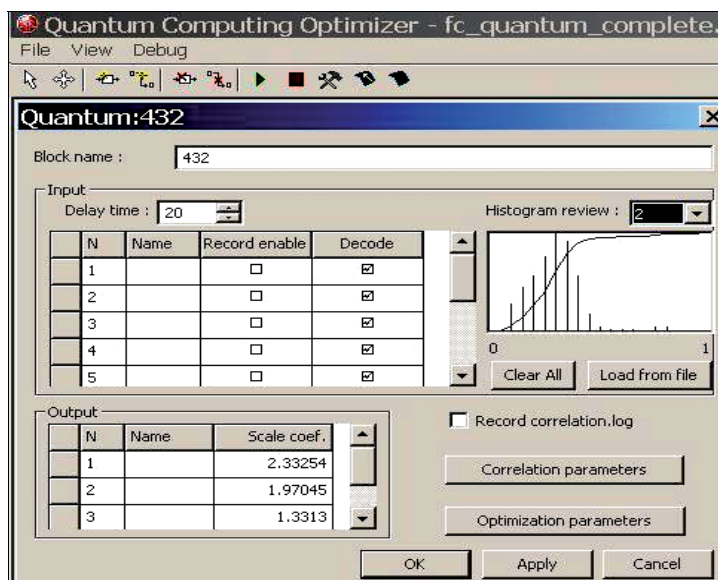 Quantum Computing Optimizer - fc_quantum_complete.
File View Debug
Quantum:432
Block name : 432
Input
Delay time : 20
Histogram review : 2
N Name Record enable Decode
1
2
3
4
5
0 1
Clear All Load from file
Output
N Name Scale coef.
1 2.33254
2 1.97045
3 1.3313
Record correlation.log
Correlation parameters
Optimization parameters
OK Apply Cancel